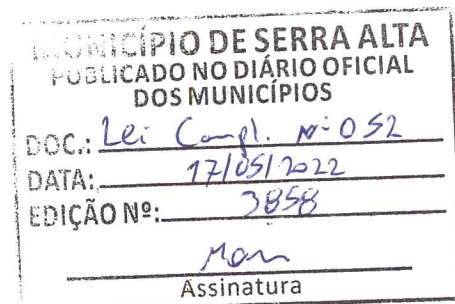 MUNICÍPIO DE SERRA ALTA
PUBLICADO NO DIÁRIO OFICIAL
DOS MUNICÍPIOS
DOC.: Lei Compl. Nº 052
DATA: 17/05/2022
EDIÇÃO Nº: 3858
Assinatura